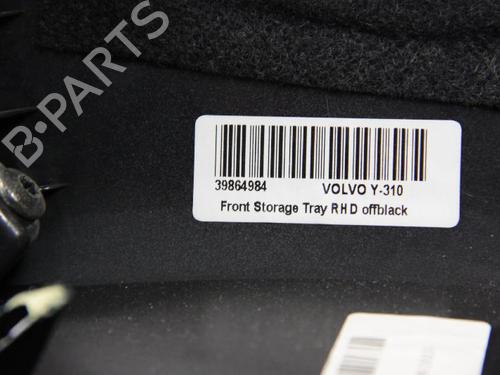 B-PARTS
39864984 VOLVO Y-310
Front Storage Tray RHD offblack